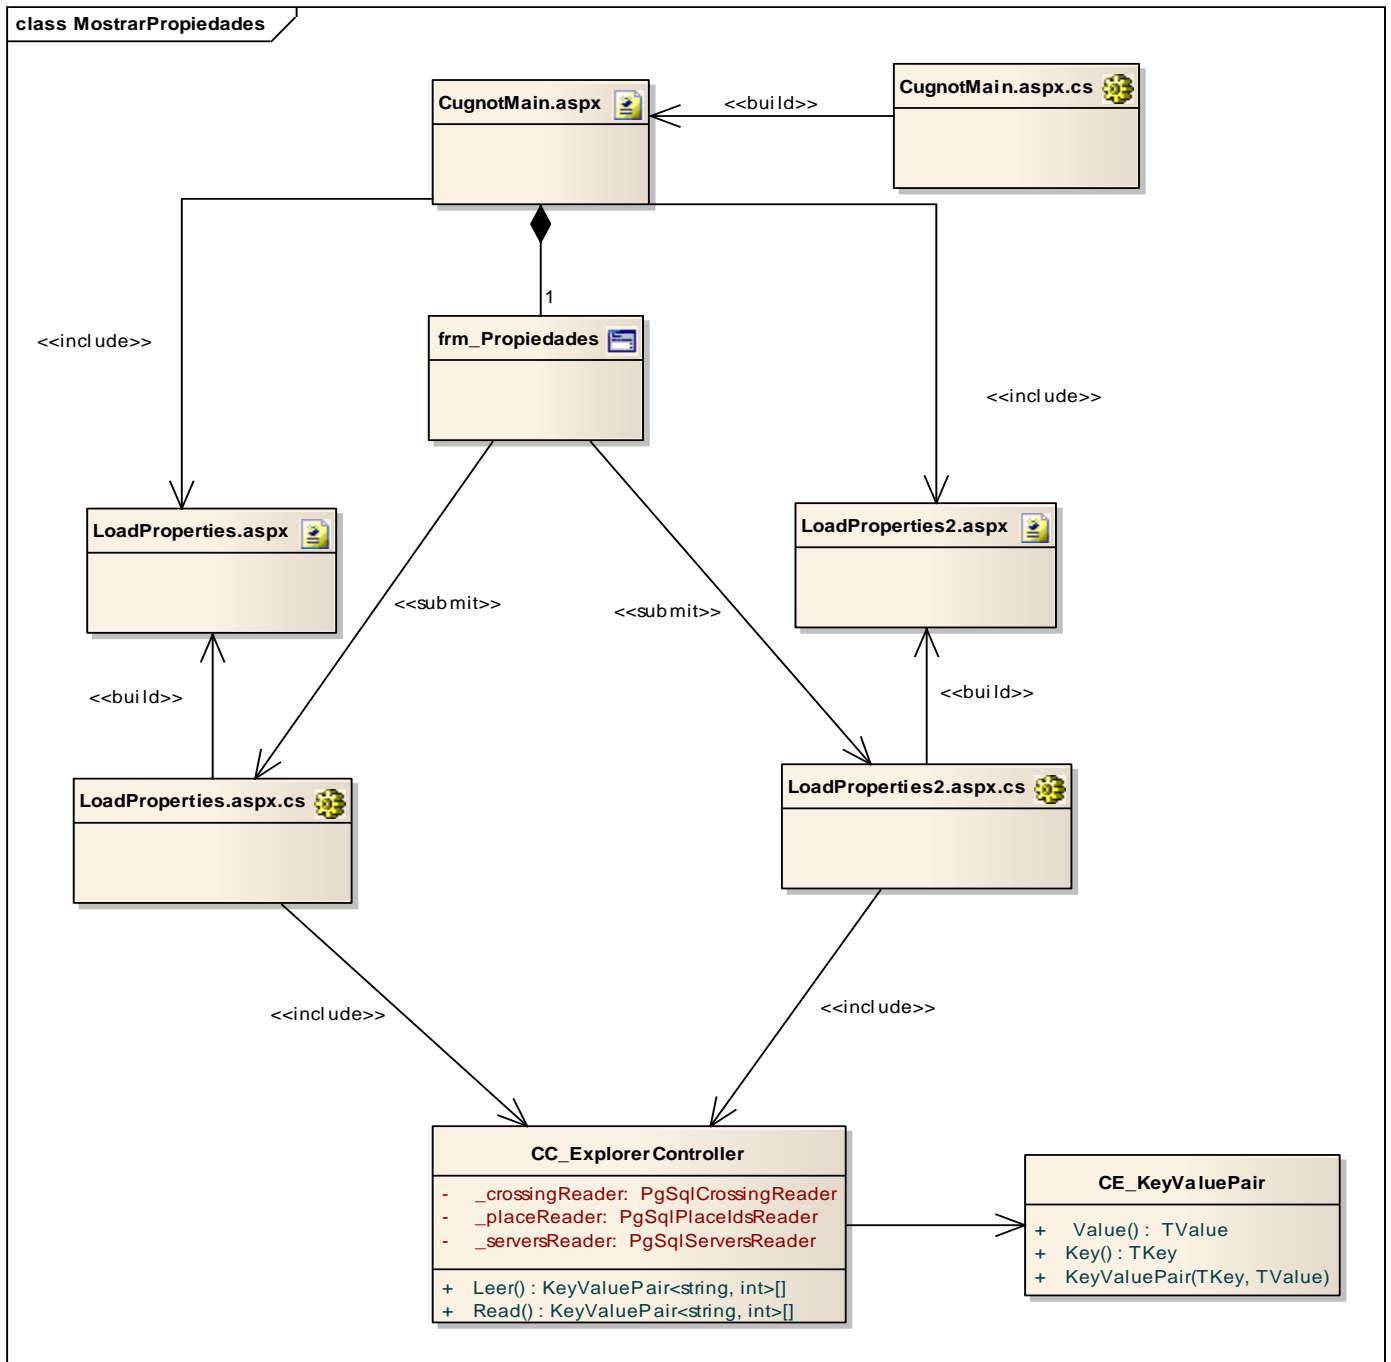 class MostrarPropiedades
CugnotMain.aspx
<<build>>
CugnotMain.aspx.cs
1
<<include>>
frm_Propiedades
<<include>>
LoadProperties.aspx
LoadProperties2.aspx
<<submit>>
<<submit>>
<<build>>
<<build>>
LoadProperties.aspx.cs
LoadProperties2.aspx.cs
<<include>>
<<include>>
CC_ExplorerController
- _crossingReader: PgSqlCrossingReader
- _placeReader: PgSqlPlaceIdsReader
- _serversReader: PgSqlServersReader
+ Leer() : KeyValuePair<string, int>[]
+ Read() : KeyValuePair<string, int>[]
CE_KeyValuePair
+ Value() : TValue
+ Key() : TKey
+ KeyValuePair(TKey, TValue)